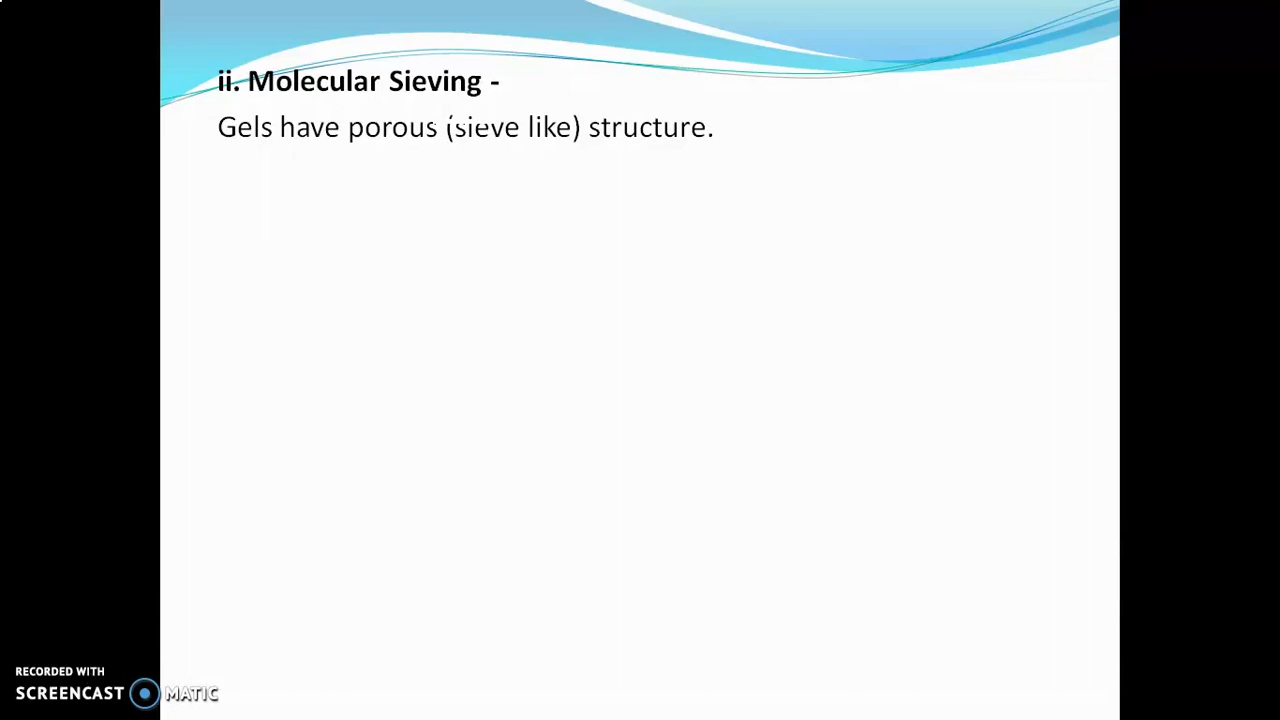 ii. Molecular Sieving -
Gels have porous (sieve like) structure.
RECORDED WITH
SCREENCAST MATIC